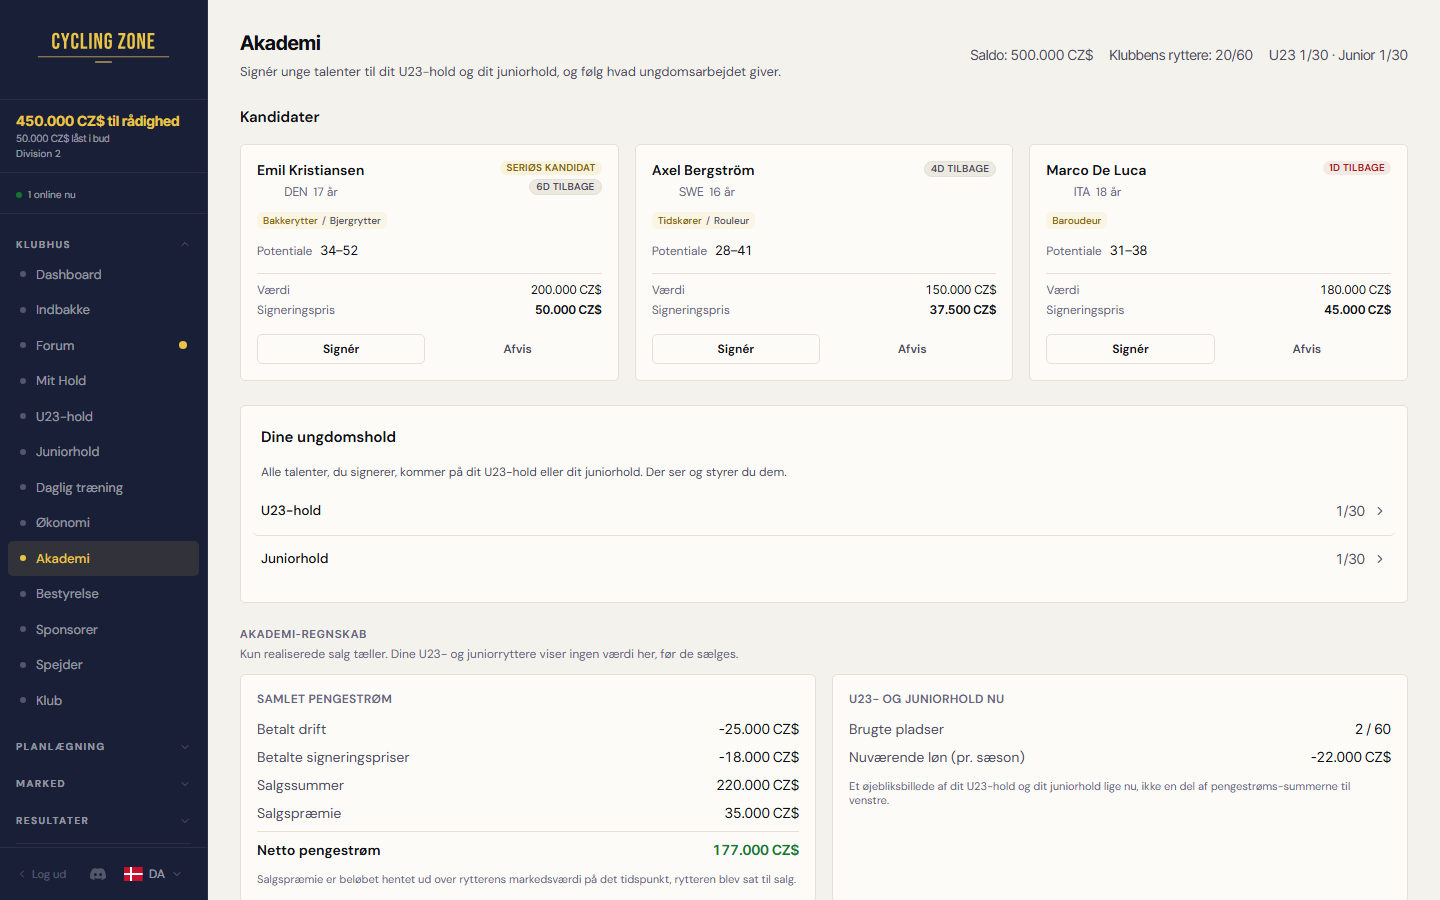 CYCLING ZONE
450.000 CZ$ til rådighed
50.000 CZ$ låst i bud
Division 2
1 online nu
KLUBHUS
Dashboard
Indbakke
Forum
Mit Hold
U23-hold
Juniorhold
Daglig træning
Økonomi
Akademi
Bestyrelse
Sponsorer
Spejder
Klub
PLANLÆGNING
MARKED
RESULTATER
Log ud
DA
Akademi
Signér unge talenter til dit U23-hold og dit juniorhold, og følg hvad ungdomsarbejdet giver.
Saldo: 500.000 CZ$ Klubbens ryttere: 20/60 U23 1/30 · Junior 1/30
Kandidater
Emil Kristiansen
SERIØS KANDIDAT
6D TILBAGE
DEN 17 år
Bakkerytter / Bjergrytter
Potentiale 34–52
Værdi 200.000 CZ$
Signeringspris 50.000 CZ$
Signér Afvis
Axel Bergström
4D TILBAGE
SWE 16 år
Tidskører / Rouleur
Potentiale 28–41
Værdi 150.000 CZ$
Signeringspris 37.500 CZ$
Signér Afvis
Marco De Luca
1D TILBAGE
ITA 18 år
Baroudeur
Potentiale 31–38
Værdi 180.000 CZ$
Signeringspris 45.000 CZ$
Signér Afvis
Dine ungdomshold
Alle talenter, du signerer, kommer på dit U23-hold eller dit juniorhold. Der ser og styrer du dem.
U23-hold 1/30
Juniorhold 1/30
AKADEMI-REGNSKAB
Kun realiserede salg tæller. Dine U23- og juniorryttere viser ingen værdi her, før de sælges.
SAMLET PENGESTRØM
Betalt drift -25.000 CZ$
Betalte signeringspriser -18.000 CZ$
Salgssummer 220.000 CZ$
Salgspræmie 35.000 CZ$
Netto pengestrøm 177.000 CZ$
Salgspræmie er beløbet hentet ud over rytterens markedsværdi på det tidspunkt, rytteren blev sat til salg.
U23- OG JUNIORHOLD NU
Brugte pladser 2 / 60
Nuværende løn (pr. sæson) -22.000 CZ$
Et øjebliksbillede af dit U23-hold og dit juniorhold lige nu, ikke en del af pengestrøms-summerne til
venstre.